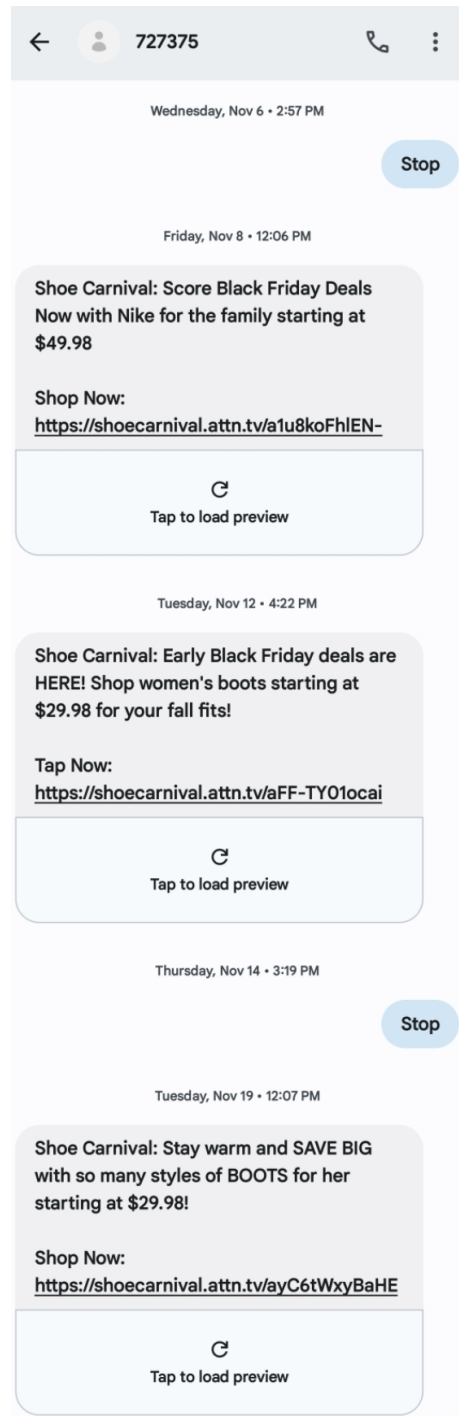 727375
Wednesday, Nov 6 • 2:57 PM
Stop
Friday, Nov 8 • 12:06 PM
Shoe Carnival: Score Black Friday Deals
Now with Nike for the family starting at
$49.98
Shop Now:
https://shoecarnival.attn.tv/a1u8koFhlEN-
Tap to load preview
Tuesday, Nov 12 • 4:22 PM
Shoe Carnival: Early Black Friday deals are
HERE! Shop women's boots starting at
$29.98 for your fall fits!
Tap Now:
https://shoecarnival.attn.tv/aFF-TY01ocai
Tap to load preview
Thursday, Nov 14 • 3:19 PM
Stop
Tuesday, Nov 19 • 12:07 PM
Shoe Carnival: Stay warm and SAVE BIG
with so many styles of BOOTS for her
starting at $29.98!
Shop Now:
https://shoecarnival.attn.tv/ayC6tWxyBaHE
Tap to load preview